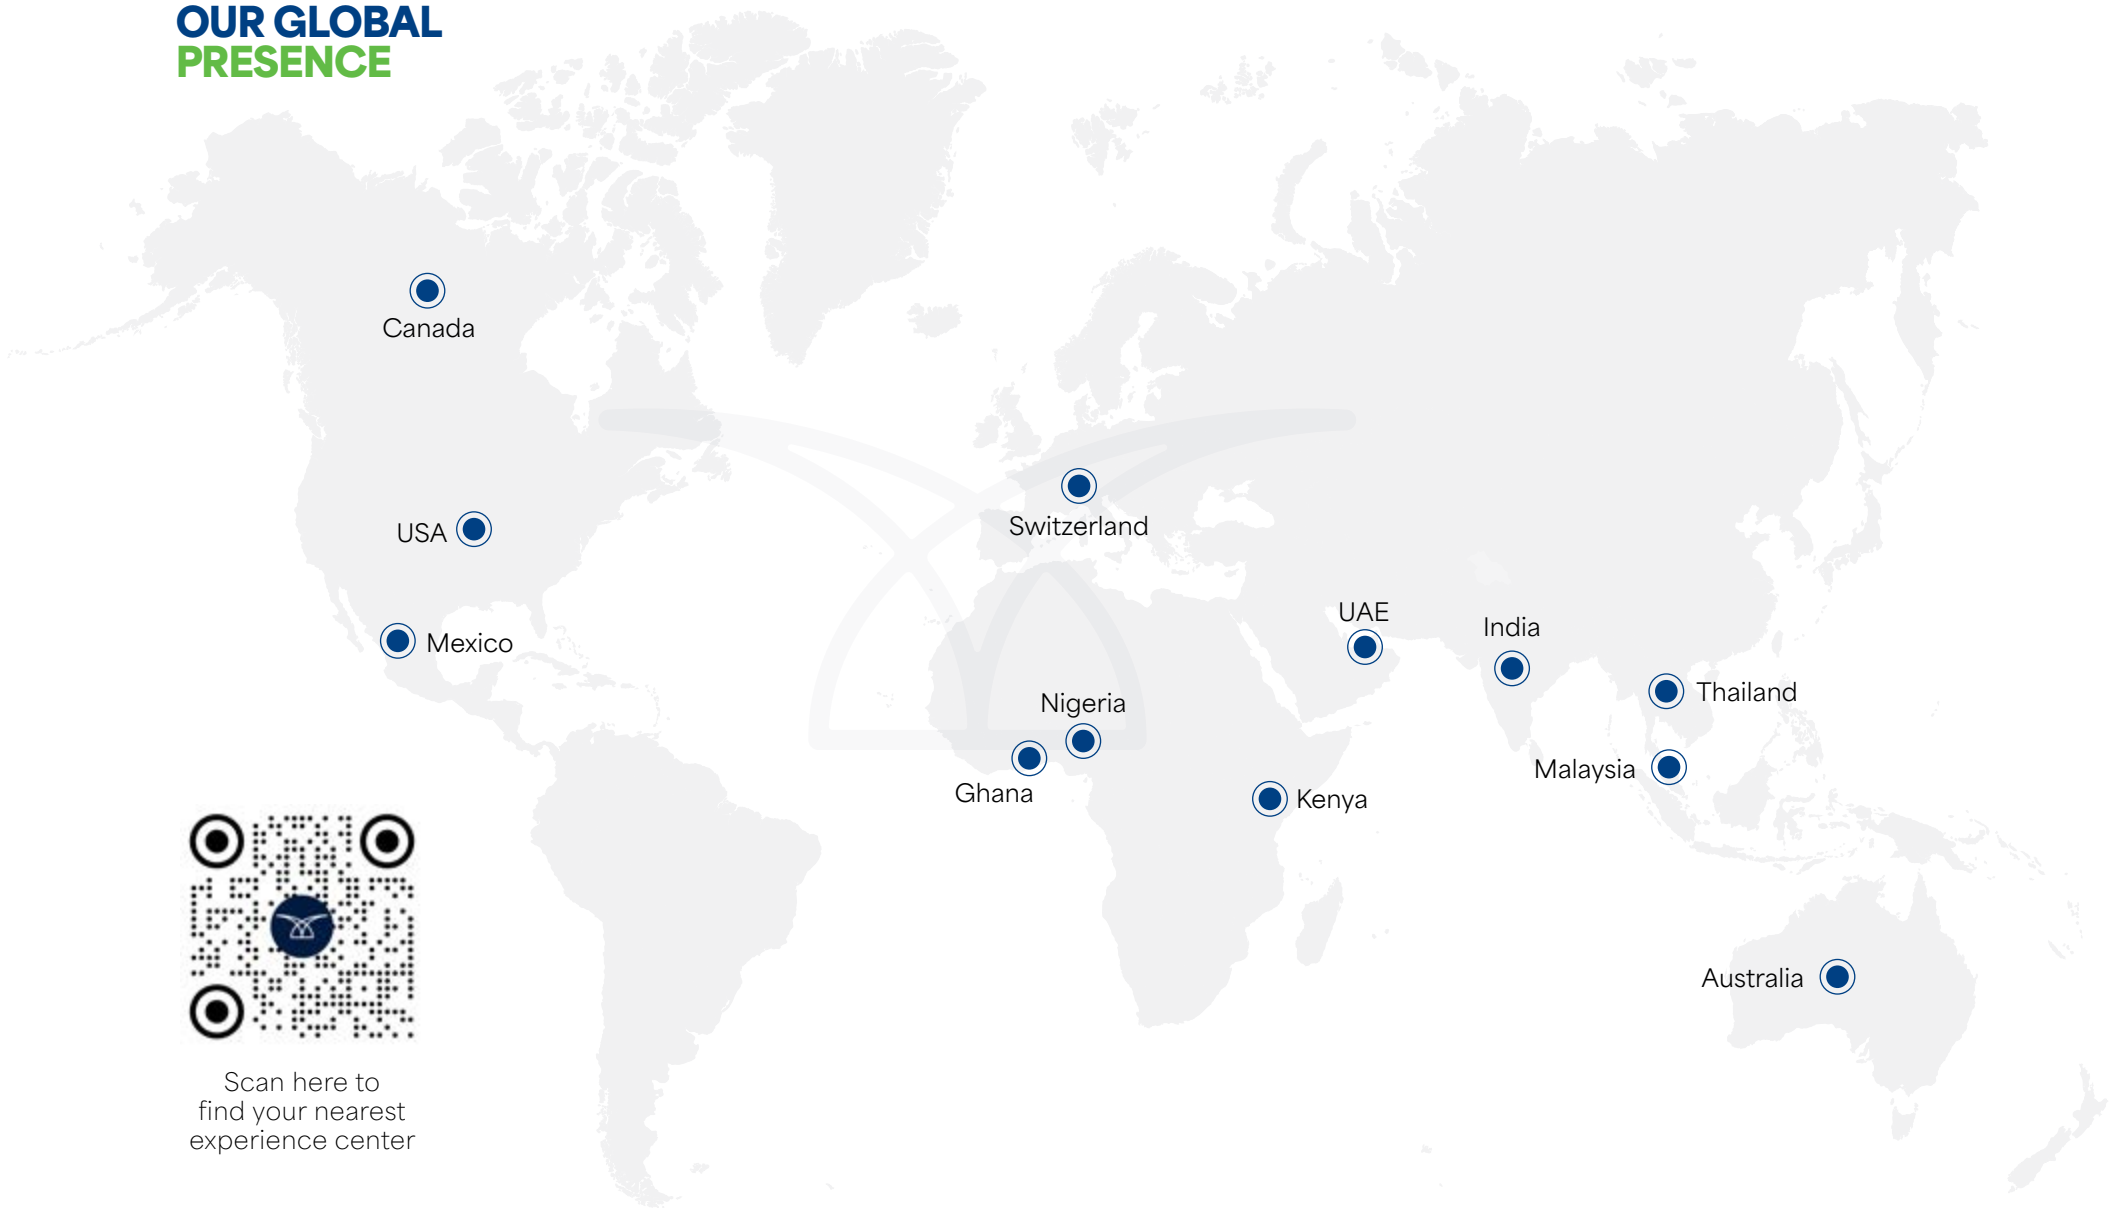 OUR GLOBAL
PRESENCE
Canada
USA
Switzerland
Mexico
UAE
India
Thailand
Nigeria
Malaysia
Ghana
Kenya
Australia
Scan here to
find your nearest
experience center